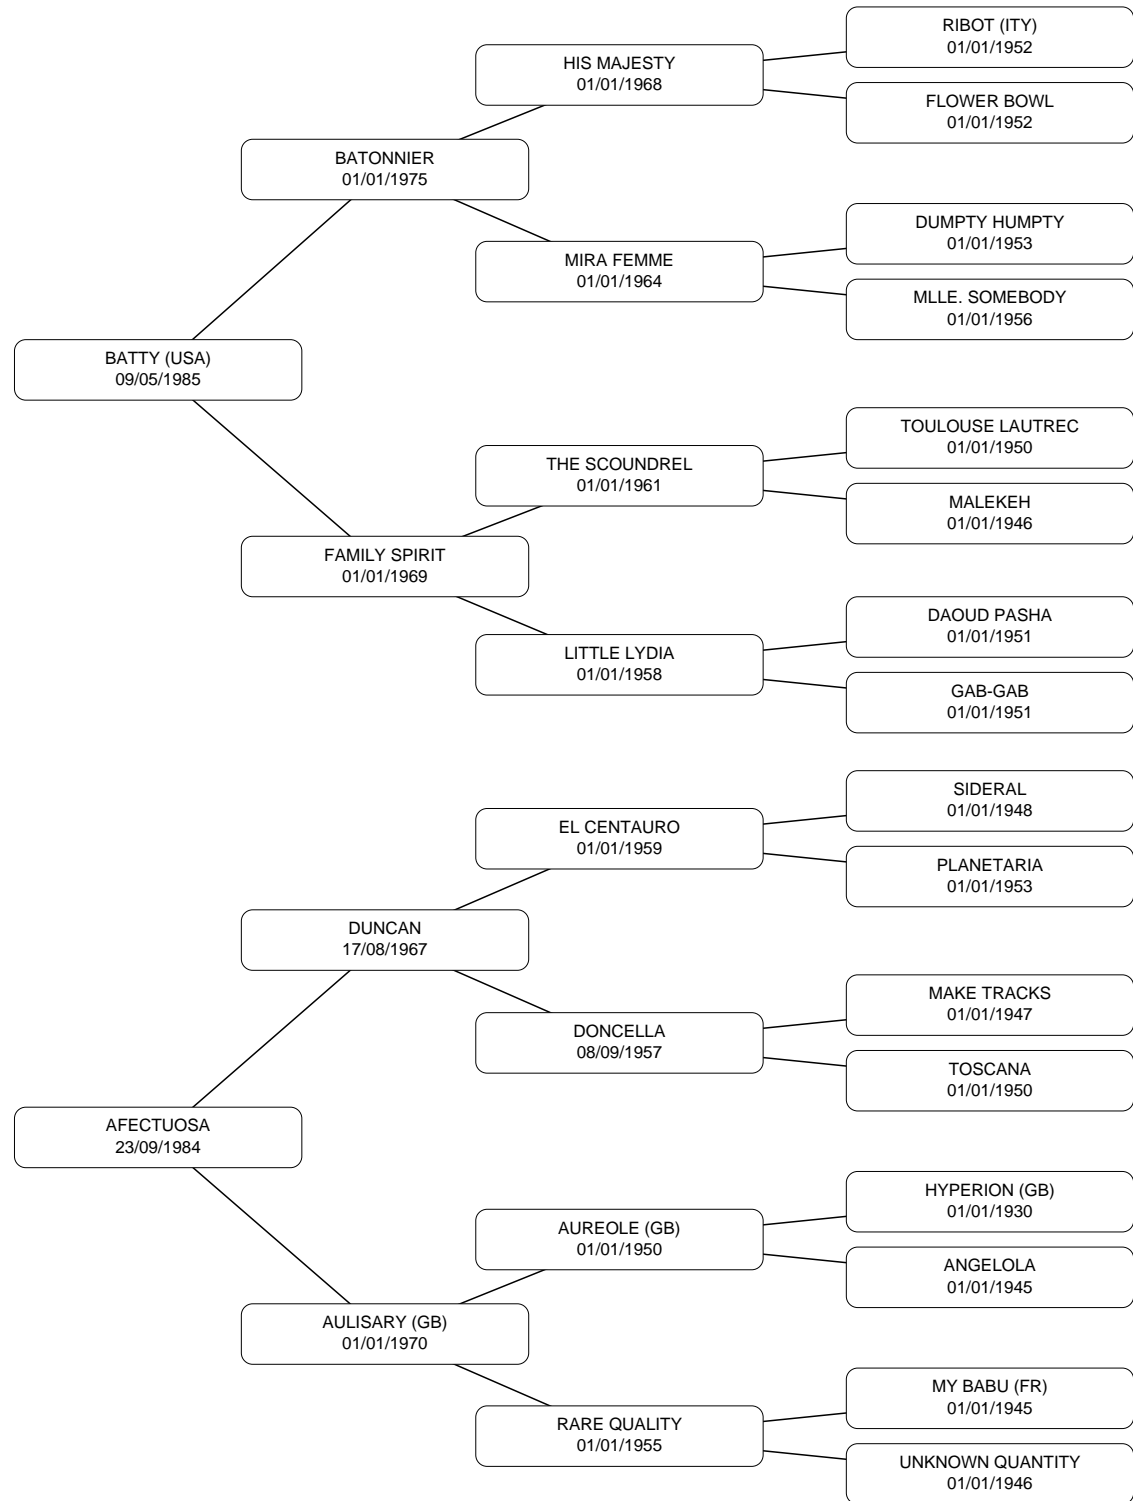 RIBOT (ITY)
01/01/1952
HIS MAJESTY
01/01/1968
FLOWER BOWL
01/01/1952
BATONNIER
01/01/1975
DUMPTY HUMPTY
01/01/1953
MIRA FEMME
01/01/1964
MLLE. SOMEBODY
01/01/1956
BATTY (USA)
09/05/1985
TOULOUSE LAUTREC
01/01/1950
THE SCOUNDREL
01/01/1961
MALEKEH
01/01/1946
FAMILY SPIRIT
01/01/1969
DAOUD PASHA
01/01/1951
LITTLE LYDIA
01/01/1958
GAB-GAB
01/01/1951
SIDERAL
01/01/1948
EL CENTAURO
01/01/1959
PLANETARIA
01/01/1953
DUNCAN
17/08/1967
MAKE TRACKS
01/01/1947
DONCELLA
08/09/1957
TOSCANA
01/01/1950
AFECTUOSA
23/09/1984
HYPERION (GB)
01/01/1930
AUREOLE (GB)
01/01/1950
ANGELOLA
01/01/1945
AULISARY (GB)
01/01/1970
MY BABU (FR)
01/01/1945
RARE QUALITY
01/01/1955
UNKNOWN QUANTITY
01/01/1946